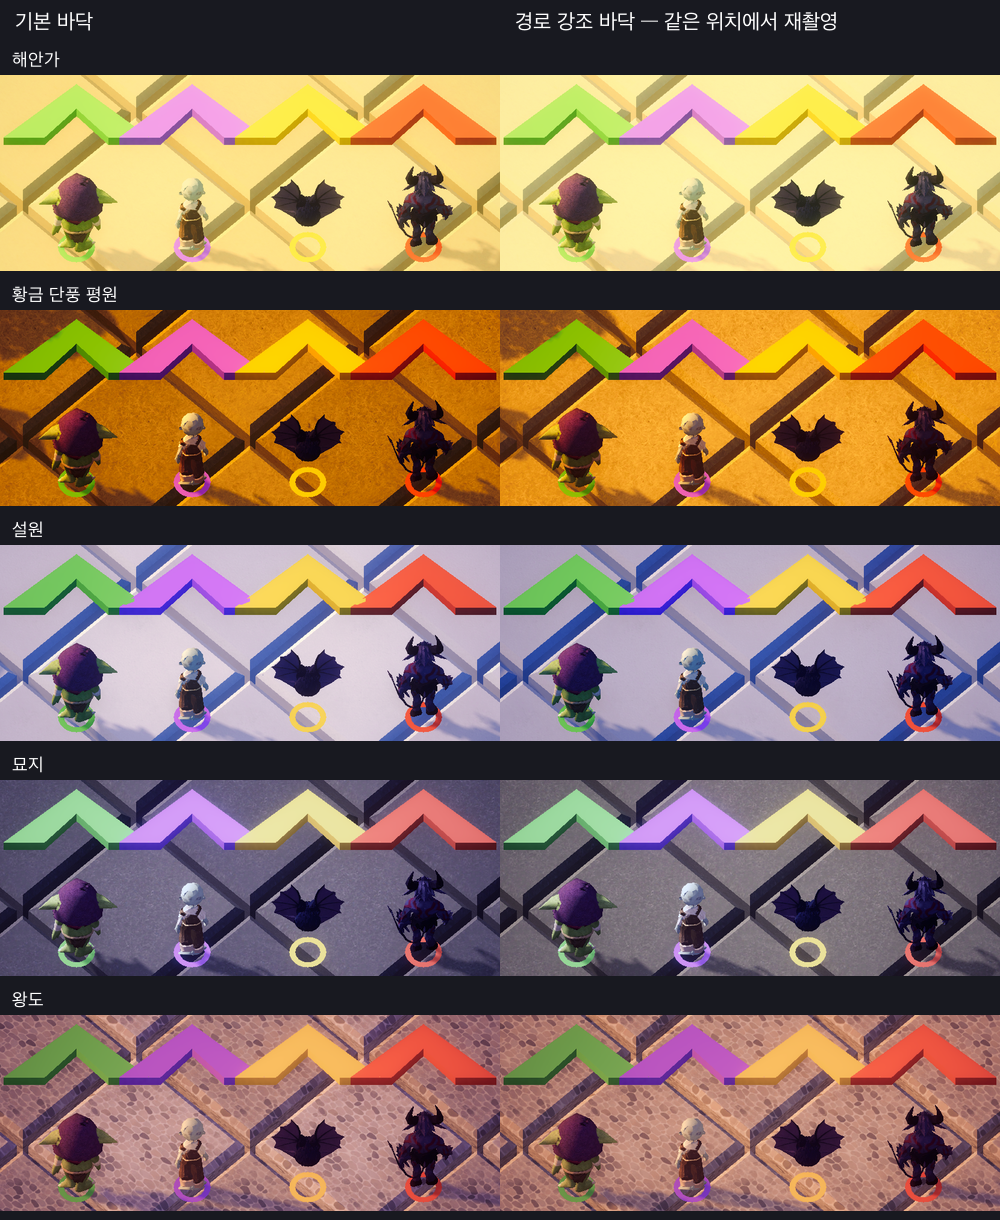 기본 바닥
경로 강조 바닥 — 같은 위치에서 재촬영
해안가
황금 단풍 평원
설원
묘지
왕도